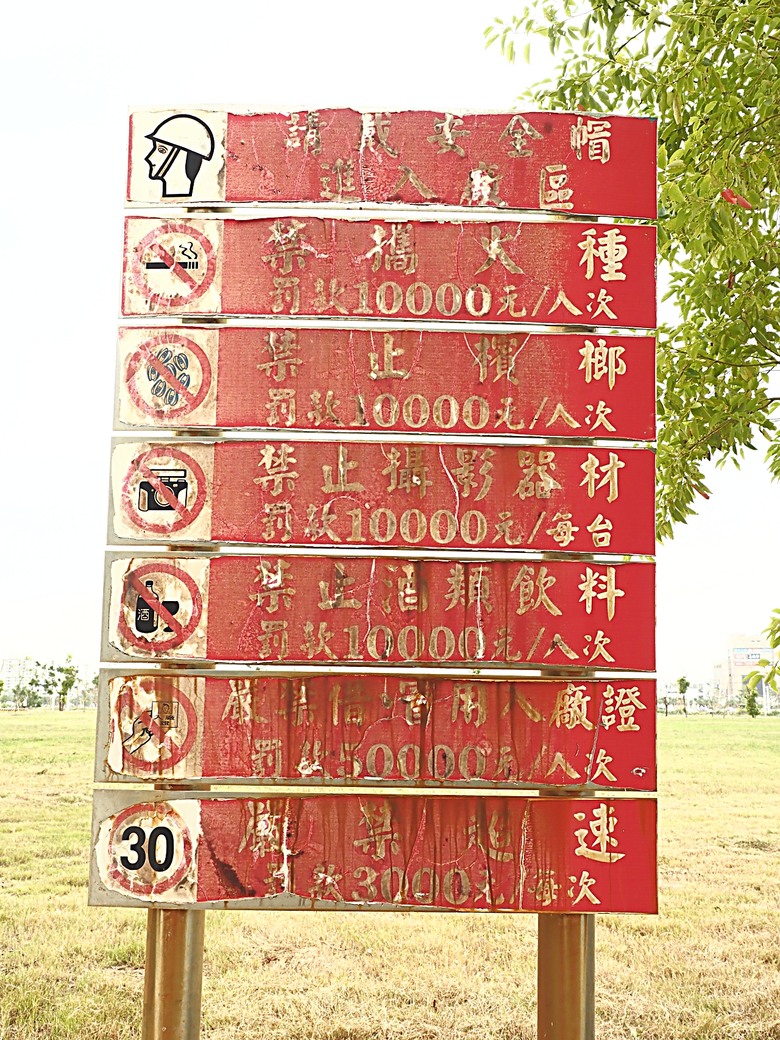 請戴安全帽
進入廠區
禁攜火種
罰款10000元/人次
禁止檳榔
罰款10000元/人次
禁止攝影器材
罰款10000元/每台
酒
禁止酒類飲料
罰款10000元/人次
嚴禁借·冒用入廠證
罰款50000元/人次
30
嚴禁超速
罰款3000元/每次